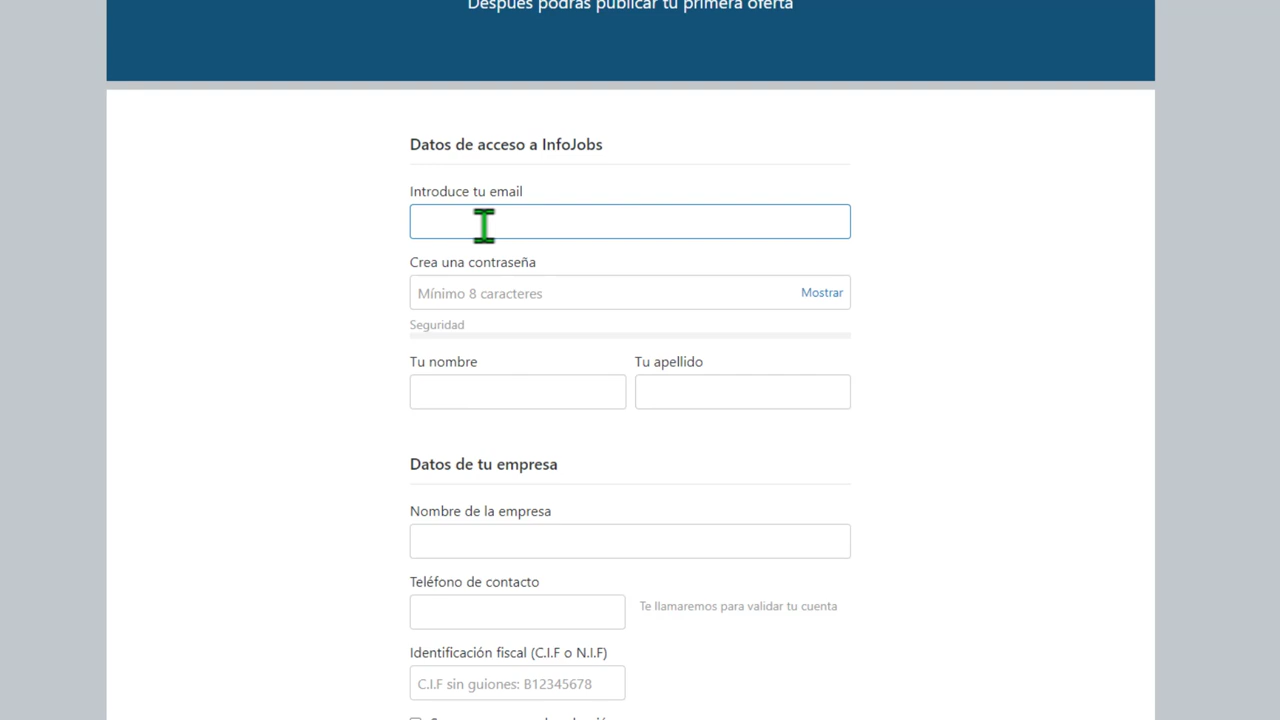 Después podrás publicar tu primera oferta
Datos de acceso a InfoJobs
Introduce tu email
Crea una contraseña
Mínimo 8 caracteres
Mostrar
Seguridad
Tu nombre
Tu apellido
Datos de tu empresa
Nombre de la empresa
Teléfono de contacto
Te llamaremos para validar tu cuenta
Identificación fiscal (C.I.F o N.I.F)
C.I.F sin guiones: B12345678